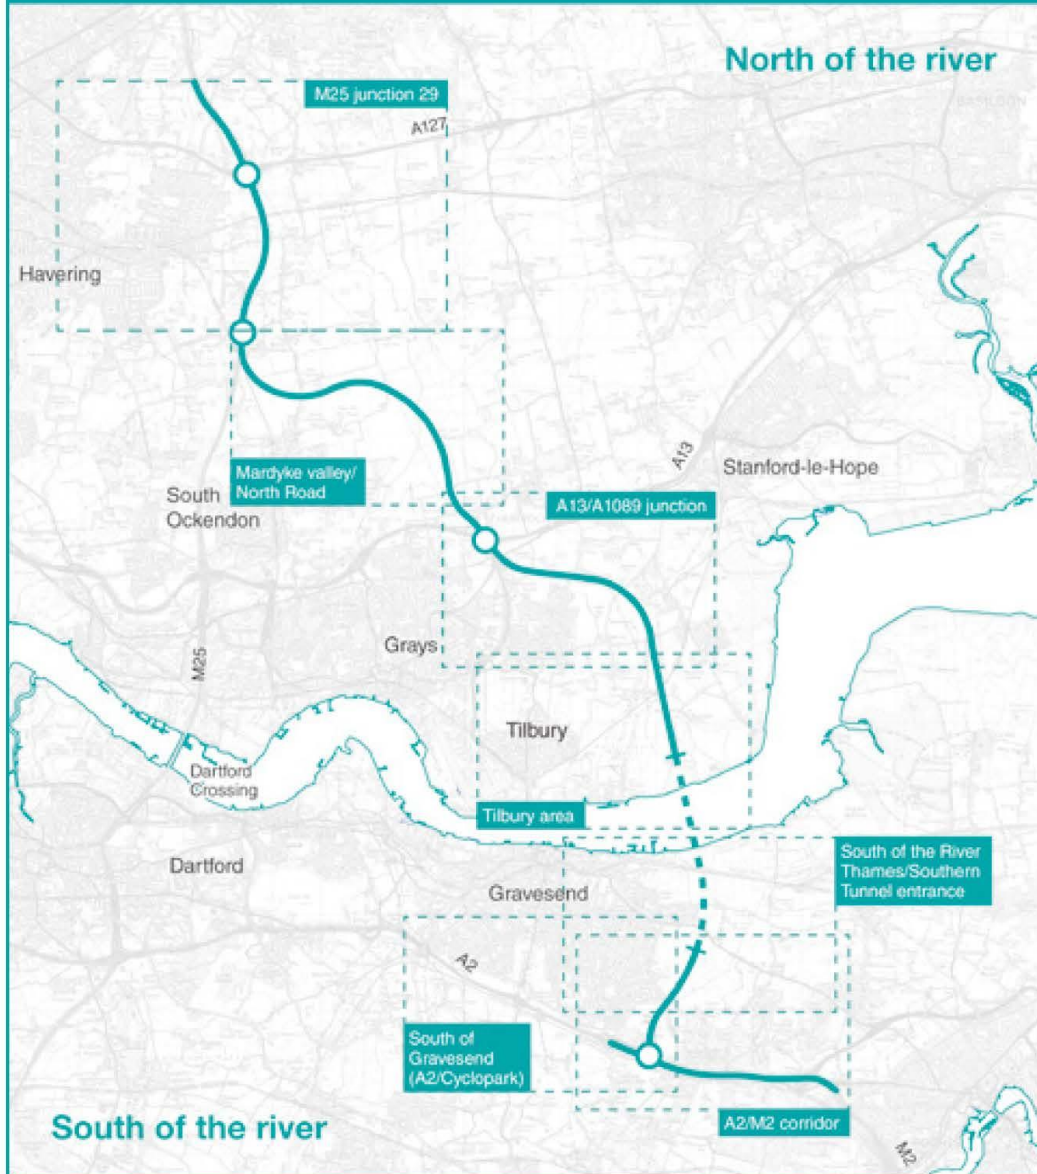 North of the river
M25 junction 29
BASILDON
A127
Havering
A13
Stanford-le-Hope
Mardyke valley/
North Road
South
Ockendon
A13/A1089 junction
Grays
M25
Tilbury
Dartford
Crossing
Tilbury area
Dartford
South of the River
Thames/Southern
Tunnel entrance
Gravesend
A2
South of
Gravesend
(A2/Cyclopark)
A2/M2 corridor
South of the river
M2